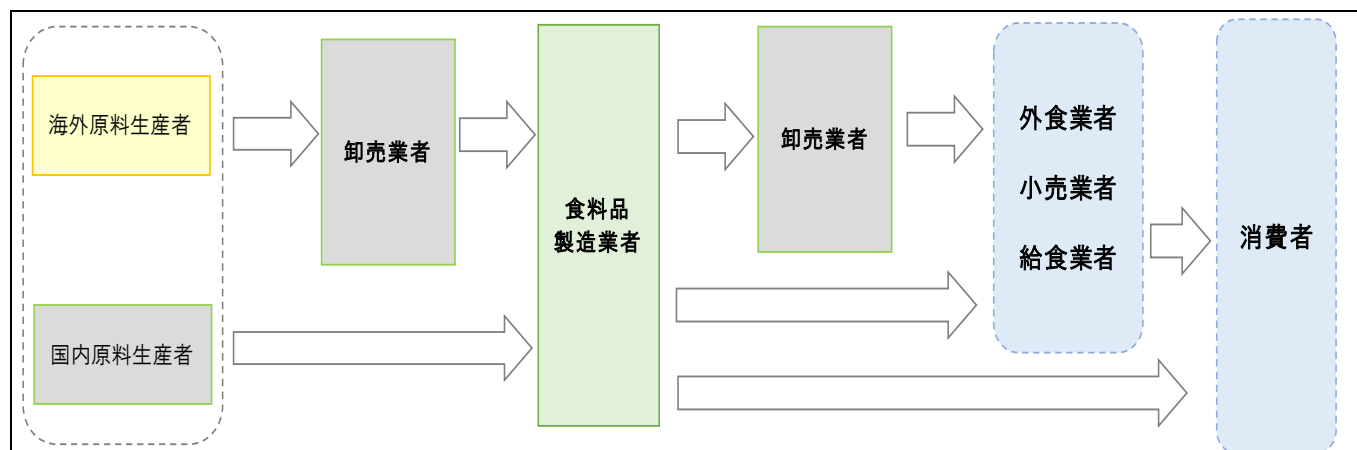 海外原料生産者
国内原料生産者
卸売業者
食料品
製造業者
卸売業者
外食業者
小売業者
給食業者
消費者